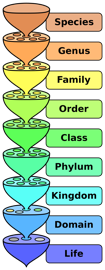 Species
Genus
Family
Order
Class
Phylum
Kingdom
Domain
Life